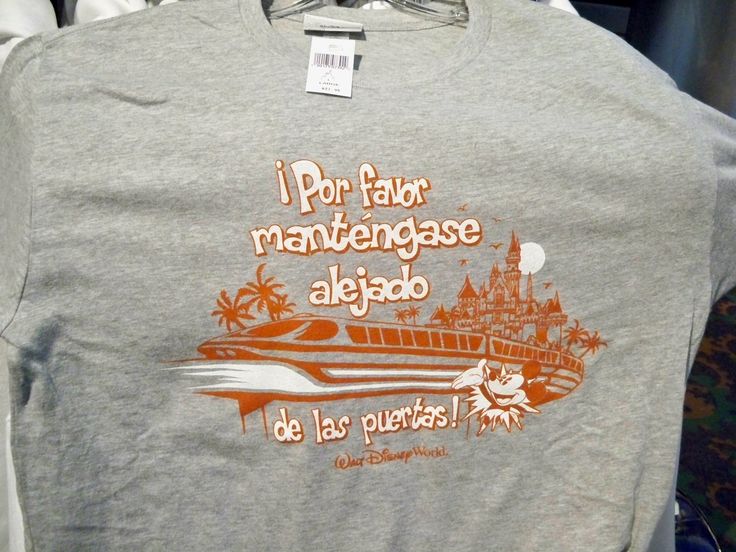 ¡Por favor
manténgase
alejado
de las puertas!
Walt Disney World.